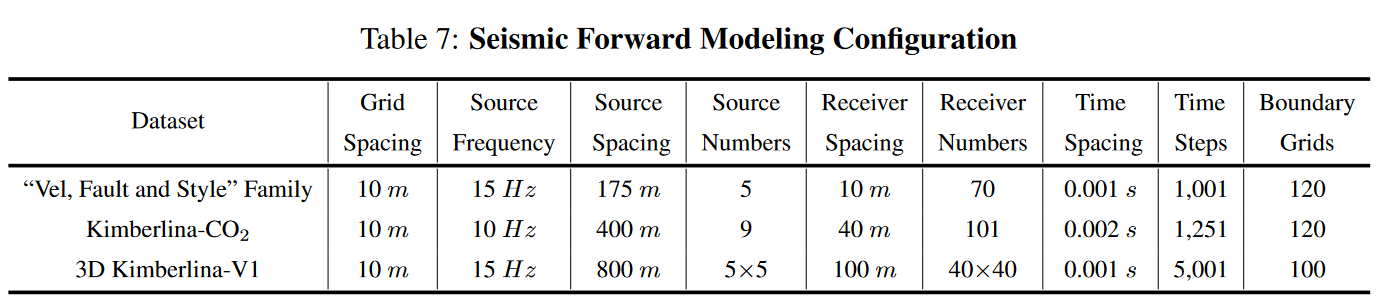 Table 7: Seismic Forward Modeling Configuration
Dataset Grid Spacing Source Frequency Source Spacing Source Numbers Receiver Spacing Receiver Numbers Time Spacing Time Steps Boundary Grids
“Vel, Fault and Style” Family 10 m 15 Hz 175 m 5 10 m 70 0.001 s 1,001 120
Kimberlina-CO₂ 10 m 10 Hz 400 m 9 40 m 101 0.002 s 1,251 120
3D Kimberlina-V1 10 m 15 Hz 800 m 5×5 100 m 40×40 0.001 s 5,001 100